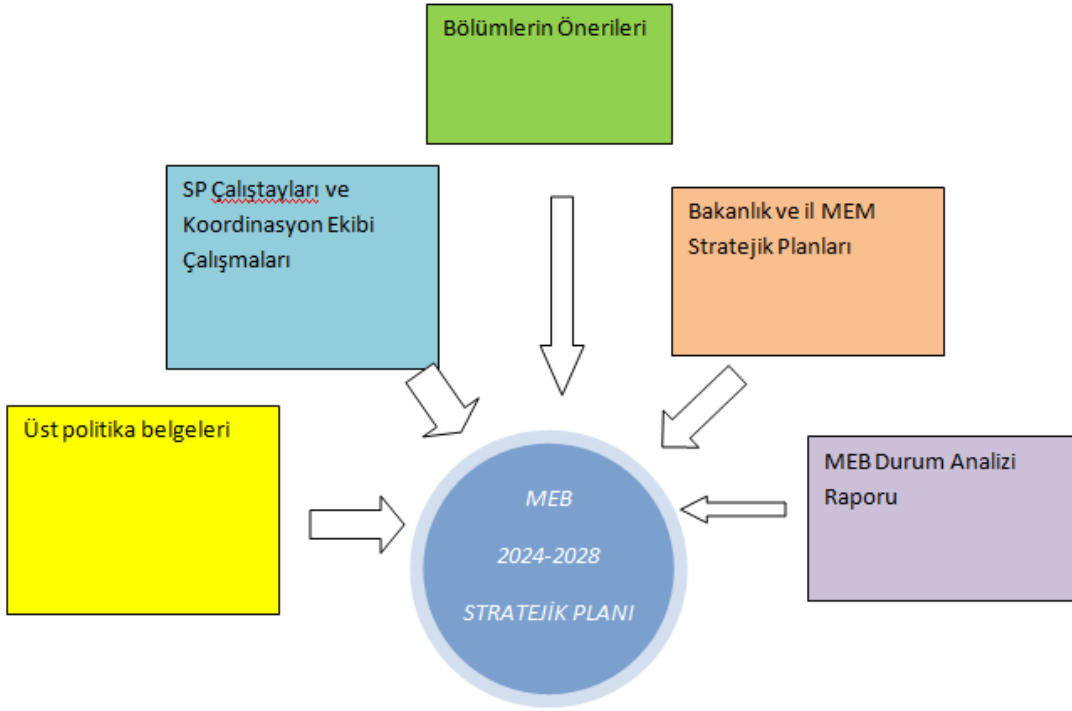 Bölümlerin Önerileri
SP Çalıştayları ve
Koordinasyon Ekibi
Çalışmaları
Bakanlık ve il MEM
Stratejik Planları
Üst politika belgeleri
MEB Durum Analizi
Raporu
MEB
2024-2028
STRATEJİK PLANI